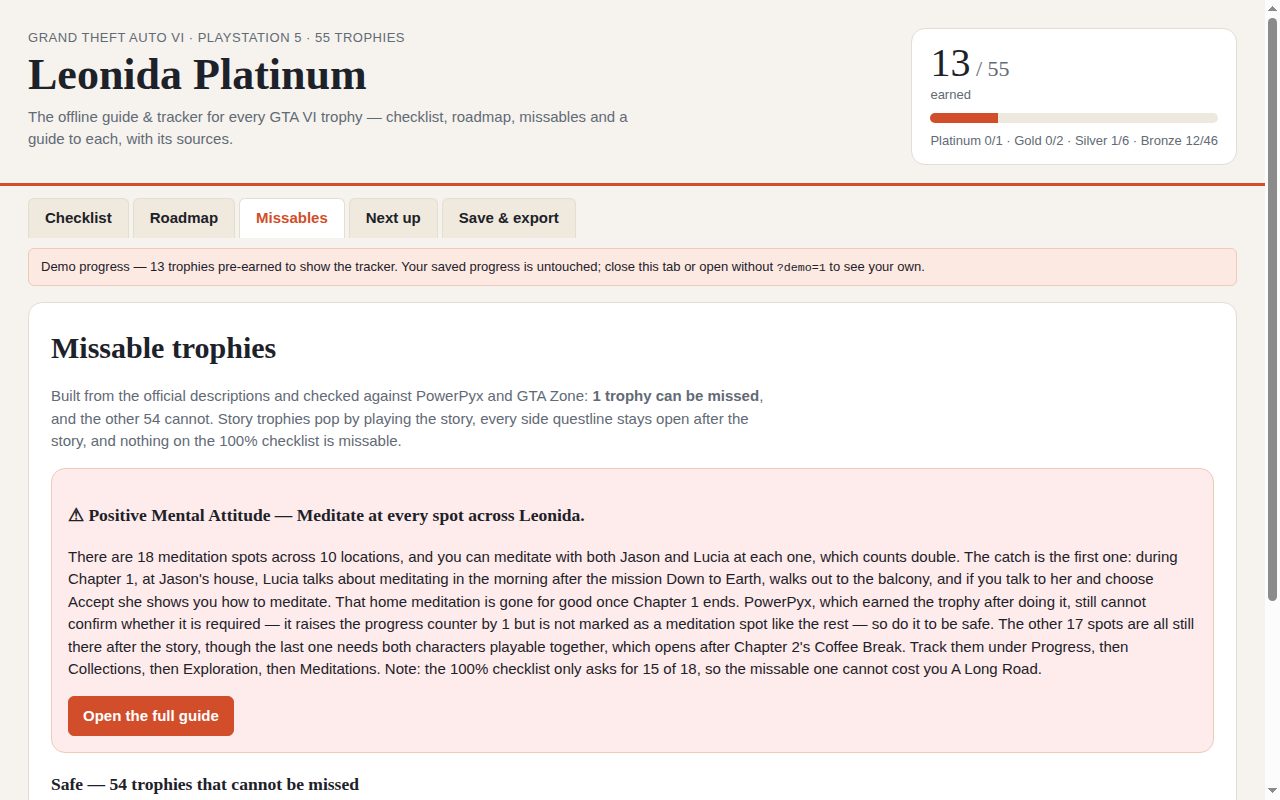 GRAND THEFT AUTO VI · PLAYSTATION 5 · 55 TROPHIES
Leonida Platinum
The offline guide & tracker for every GTA VI trophy — checklist, roadmap, missables and a
guide to each, with its sources.
13 / 55
earned
Platinum 0/1 · Gold 0/2 · Silver 1/6 · Bronze 12/46
Checklist
Roadmap
Missables
Next up
Save & export
Demo progress — 13 trophies pre-earned to show the tracker. Your saved progress is untouched; close this tab or open without ?demo=1 to see your own.
Missable trophies
Built from the official descriptions and checked against PowerPyx and GTA Zone: 1 trophy can be missed,
and the other 54 cannot. Story trophies pop by playing the story, every side questline stays open after the
story, and nothing on the 100% checklist is missable.
⚠ Positive Mental Attitude — Meditate at every spot across Leonida.
There are 18 meditation spots across 10 locations, and you can meditate with both Jason and Lucia at each one, which counts double. The catch is the first one: during
Chapter 1, at Jason's house, Lucia talks about meditating in the morning after the mission Down to Earth, walks out to the balcony, and if you talk to her and choose
Accept she shows you how to meditate. That home meditation is gone for good once Chapter 1 ends. PowerPyx, which earned the trophy after doing it, still cannot
confirm whether it is required — it raises the progress counter by 1 but is not marked as a meditation spot like the rest — so do it to be safe. The other 17 spots are all still
there after the story, though the last one needs both characters playable together, which opens after Chapter 2's Coffee Break. Track them under Progress, then
Collections, then Exploration, then Meditations. Note: the 100% checklist only asks for 15 of 18, so the missable one cannot cost you A Long Road.
Open the full guide
Safe — 54 trophies that cannot be missed